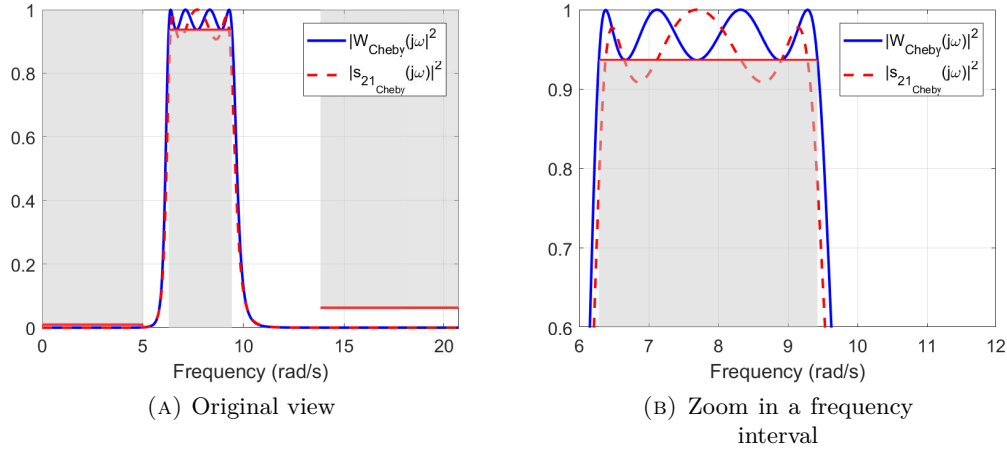 1
0.8
0.6
0.4
0.2
0
0 5 10 15 20
Frequency (rad/s)
|W_Cheby(jω)|^2
|s_21_Cheby(jω)|^2
(A) Original view
1
0.9
0.8
0.7
0.6
6 7 8 9 10 11 12
Frequency (rad/s)
|W_Cheby(jω)|^2
|s_21_Cheby(jω)|^2
(B) Zoom in a frequency
interval